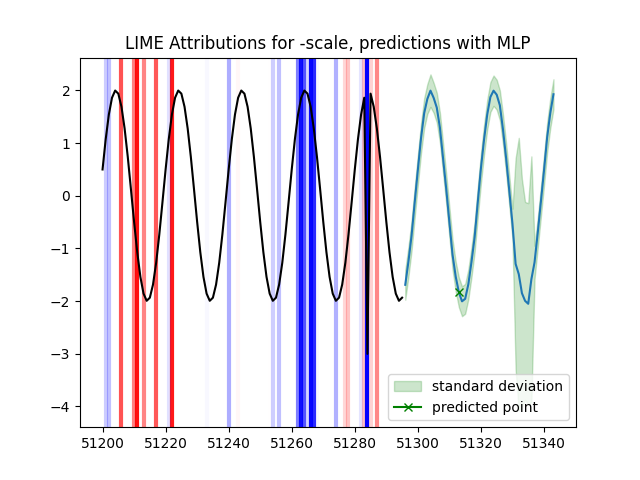 LIME Attributions for -scale, predictions with MLP
2
1
0
−1
−2
−3
−4
standard deviation
predicted point
51200 51220 51240 51260 51280 51300 51320 51340